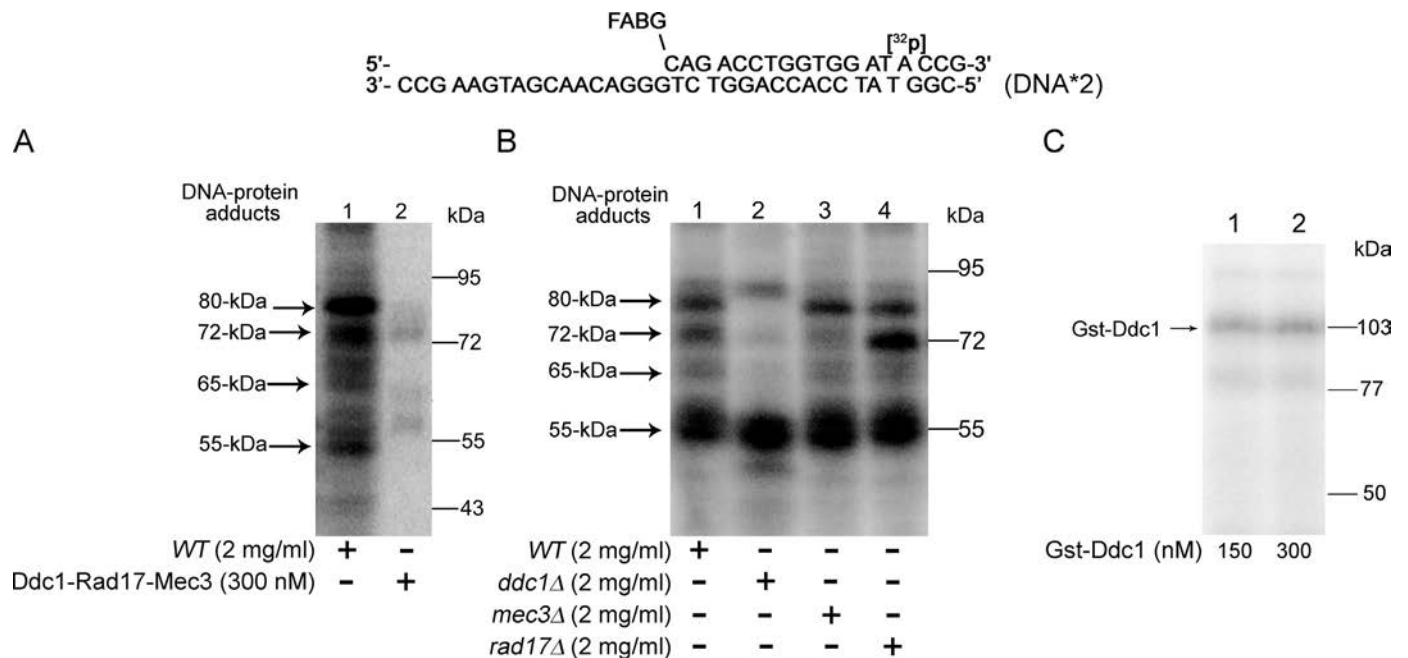 FABG
[32p]
5'- CAG ACCTGGTGG AT A CCG-3'
3'- CCG AAGTAGCAACAGGGTC TGGACCACC TA T GGC-5' (DNA*2)
A
B
C
DNA-protein adducts
1 2
kDa
80-kDa
72-kDa
65-kDa
55-kDa
95
72
55
43
WT (2 mg/ml) + -
Ddc1-Rad17-Mec3 (300 nM) - +
DNA-protein adducts
1 2 3 4
kDa
80-kDa
72-kDa
65-kDa
55-kDa
95
72
55
WT (2 mg/ml) + - - -
ddc1Δ (2 mg/ml) - + - -
mec3Δ (2 mg/ml) - - + -
rad17Δ (2 mg/ml) - - - +
1 2
kDa
Gst-Ddc1
103
77
50
Gst-Ddc1 (nM) 150 300